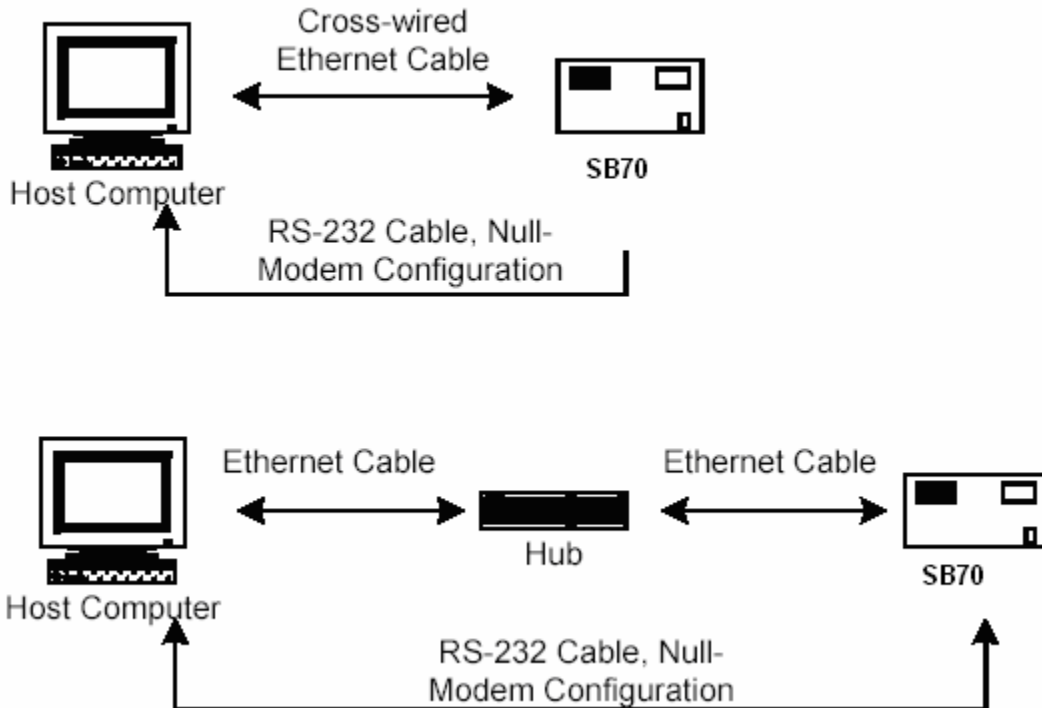 Cross-wired
Ethernet Cable
SB70
Host Computer
RS-232 Cable, Null-
Modem Configuration
Ethernet Cable
Ethernet Cable
Hub
SB70
Host Computer
RS-232 Cable, Null-
Modem Configuration